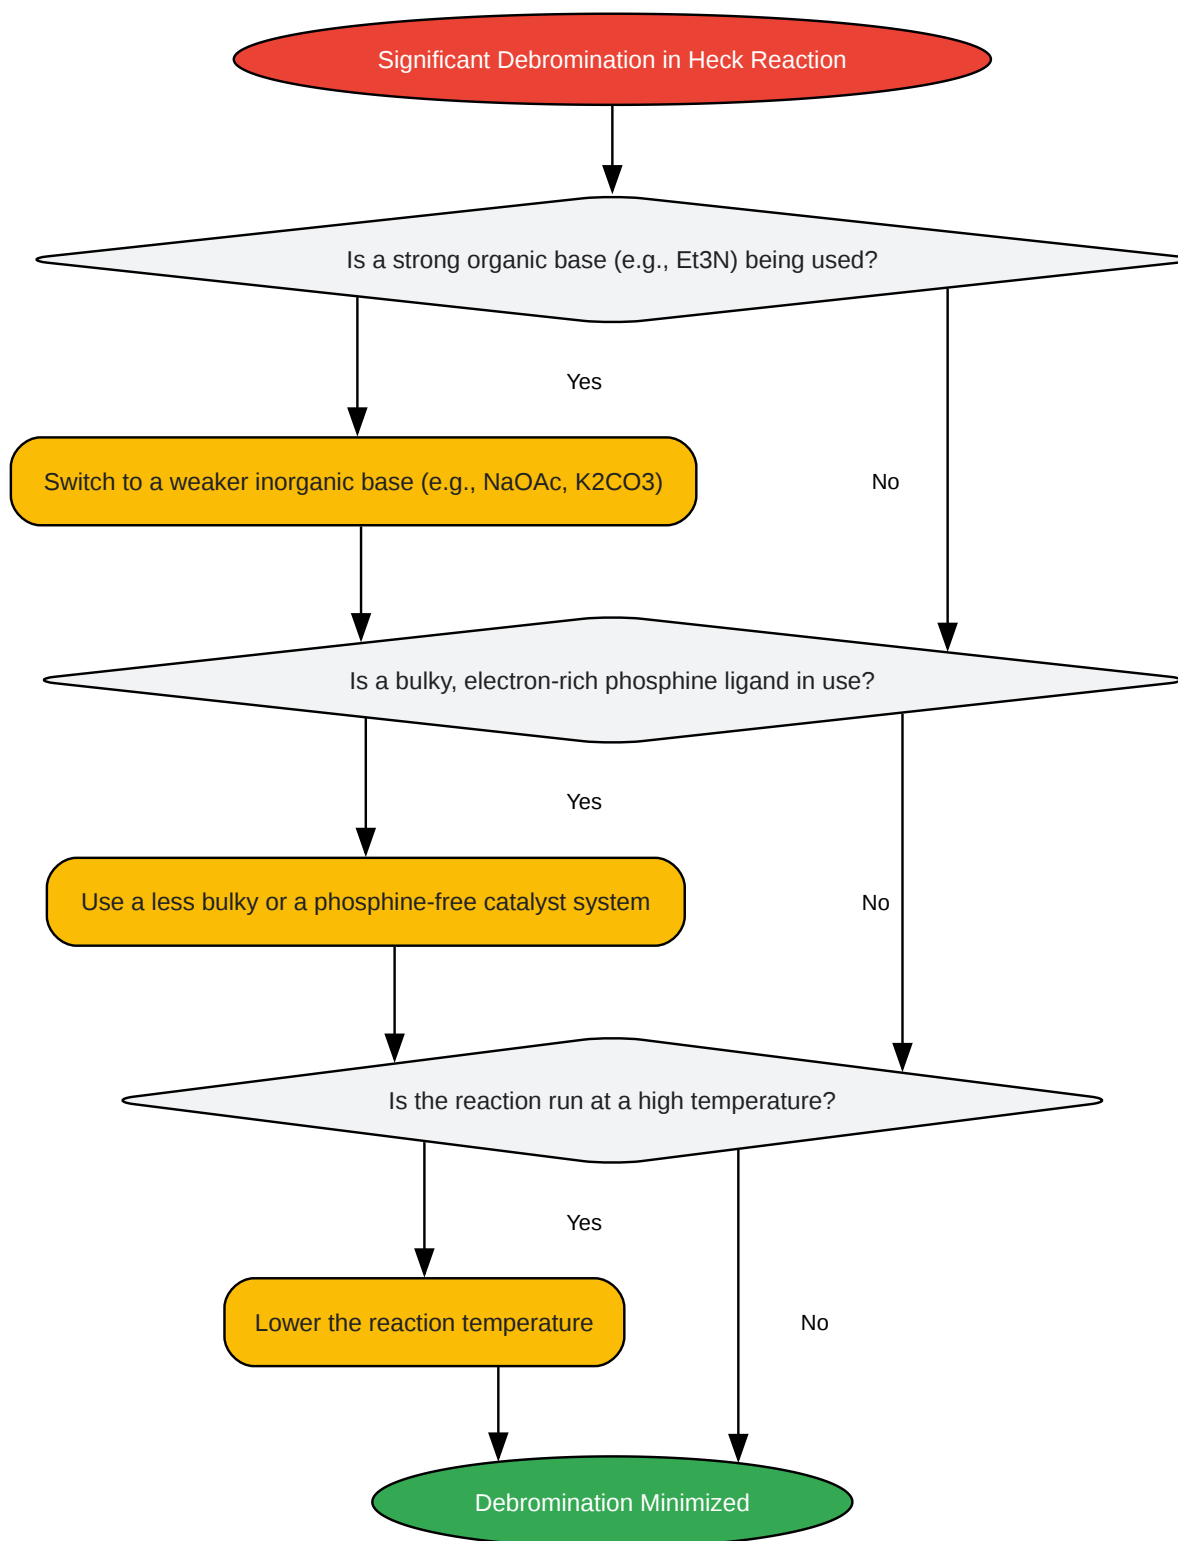 Significant Debromination in Heck Reaction
Is a strong organic base (e.g., Et3N) being used?
Yes
Switch to a weaker inorganic base (e.g., NaOAc, K2CO3)
No
Is a bulky, electron-rich phosphine ligand in use?
Yes
Use a less bulky or a phosphine-free catalyst system
No
Is the reaction run at a high temperature?
Yes
Lower the reaction temperature
No
Debromination Minimized